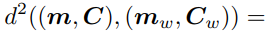 d²((m, C), (m_w, C_w)) =